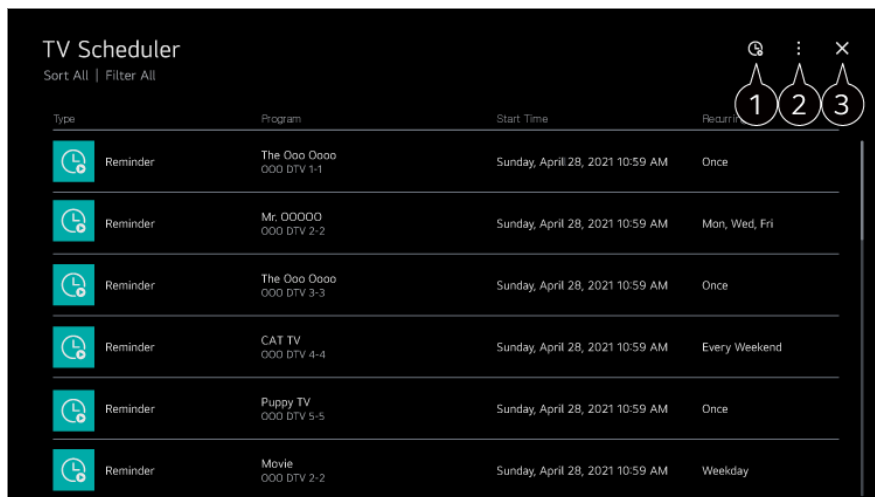 TV Scheduler
Sort All | Filter All
1 2 3
Type Program Start Time Recurrin
Reminder The Ooo Oooo Sunday, April 28, 2021 10:59 AM Once
OOO DTV 1-1
Reminder Mr. OOOOO Sunday, April 28, 2021 10:59 AM Mon, Wed, Fri
OOO DTV 2-2
Reminder The Ooo Oooo Sunday, April 28, 2021 10:59 AM Once
OOO DTV 3-3
Reminder CAT TV Sunday, April 28, 2021 10:59 AM Every Weekend
OOO DTV 4-4
Reminder Puppy TV Sunday, April 28, 2021 10:59 AM Once
OOO DTV 5-5
Reminder Movie Sunday, April 28, 2021 10:59 AM Weekday
OOO DTV 2-2